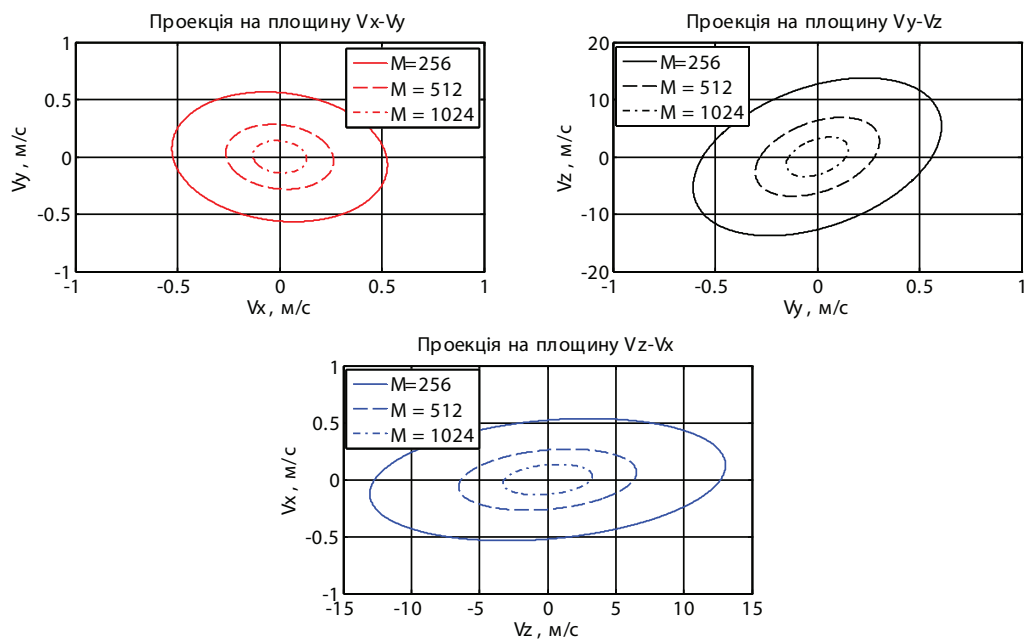 Проекція на площину Vx-Vy
1
0.5
0
-0.5
-1
-1
-0.5
0
0.5
1
Vy , м/с
Vx , м/с
M=256
M = 512
M = 1024
Проекція на площину Vy-Vz
20
10
0
-10
-20
-1
-0.5
0
0.5
1
Vz , м/с
Vy , м/с
M=256
M = 512
M = 1024
Проекція на площину Vz-Vx
1
0.5
0
-0.5
-1
-15
-10
-5
0
5
10
15
Vx , м/с
Vz , м/с
M=256
M = 512
M = 1024